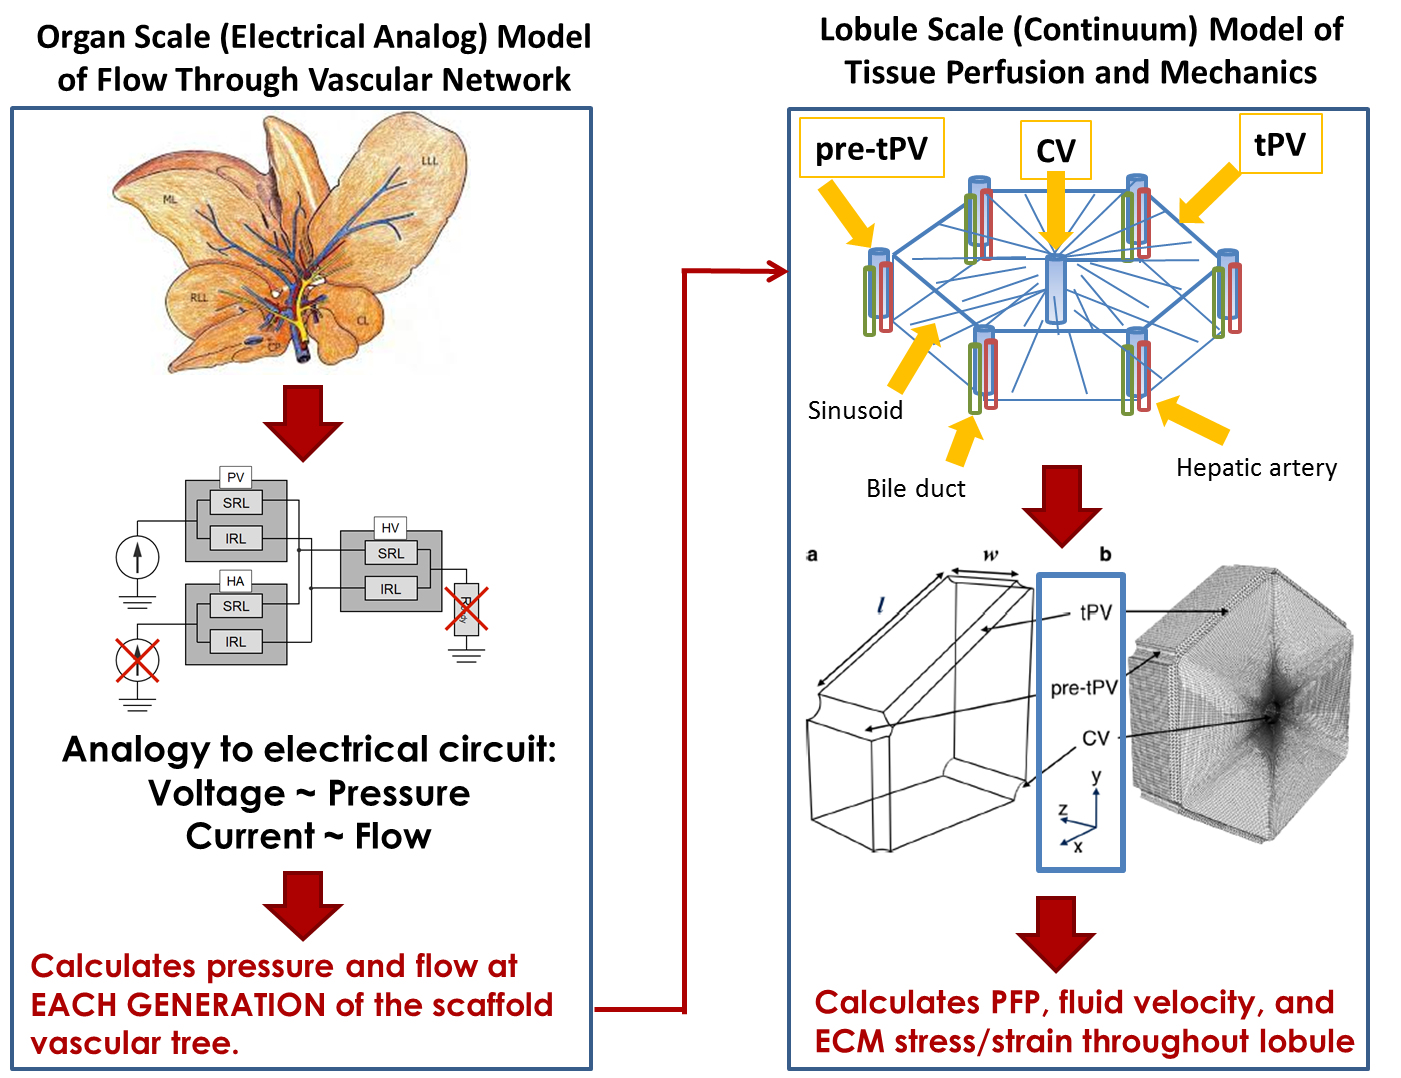 Organ Scale (Electrical Analog) Model
of Flow Through Vascular Network
ML
LLL
RLL
CL
CP
PV
SRL
IRL
HA
SRL
IRL
HV
SRL
IRL
Analogy to electrical circuit:
Voltage ~ Pressure
Current ~ Flow
Calculates pressure and flow at
EACH GENERATION of the scaffold
vascular tree.
Lobule Scale (Continuum) Model of
Tissue Perfusion and Mechanics
pre-tPV
CV
tPV
Sinusoid
Bile duct
Hepatic artery
a
w
b
l
tPV
pre-tPV
CV
y
z
x
Calculates PFP, fluid velocity, and
ECM stress/strain throughout lobule